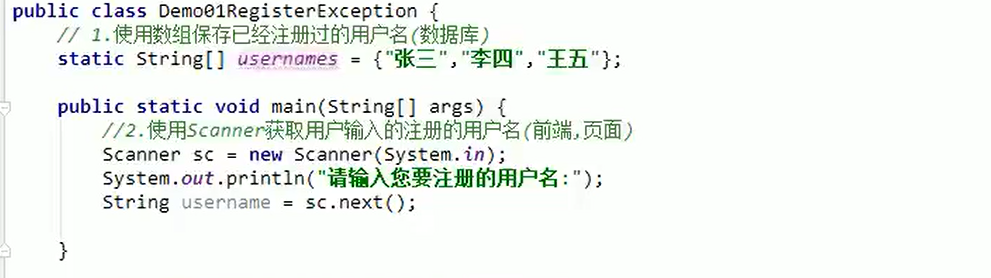 public class Demo01RegisterException {
// 1.使用数组保存已经注册过的用户名(数据库)
static String[] usernames = {"张三","李四","王五"};
public static void main(String[] args) {
//2.使用Scanner获取用户输入的注册的用户名(前端,页面)
Scanner sc = new Scanner(System.in);
System.out.println("请输入您要注册的用户名:");
String username = sc.next();
}